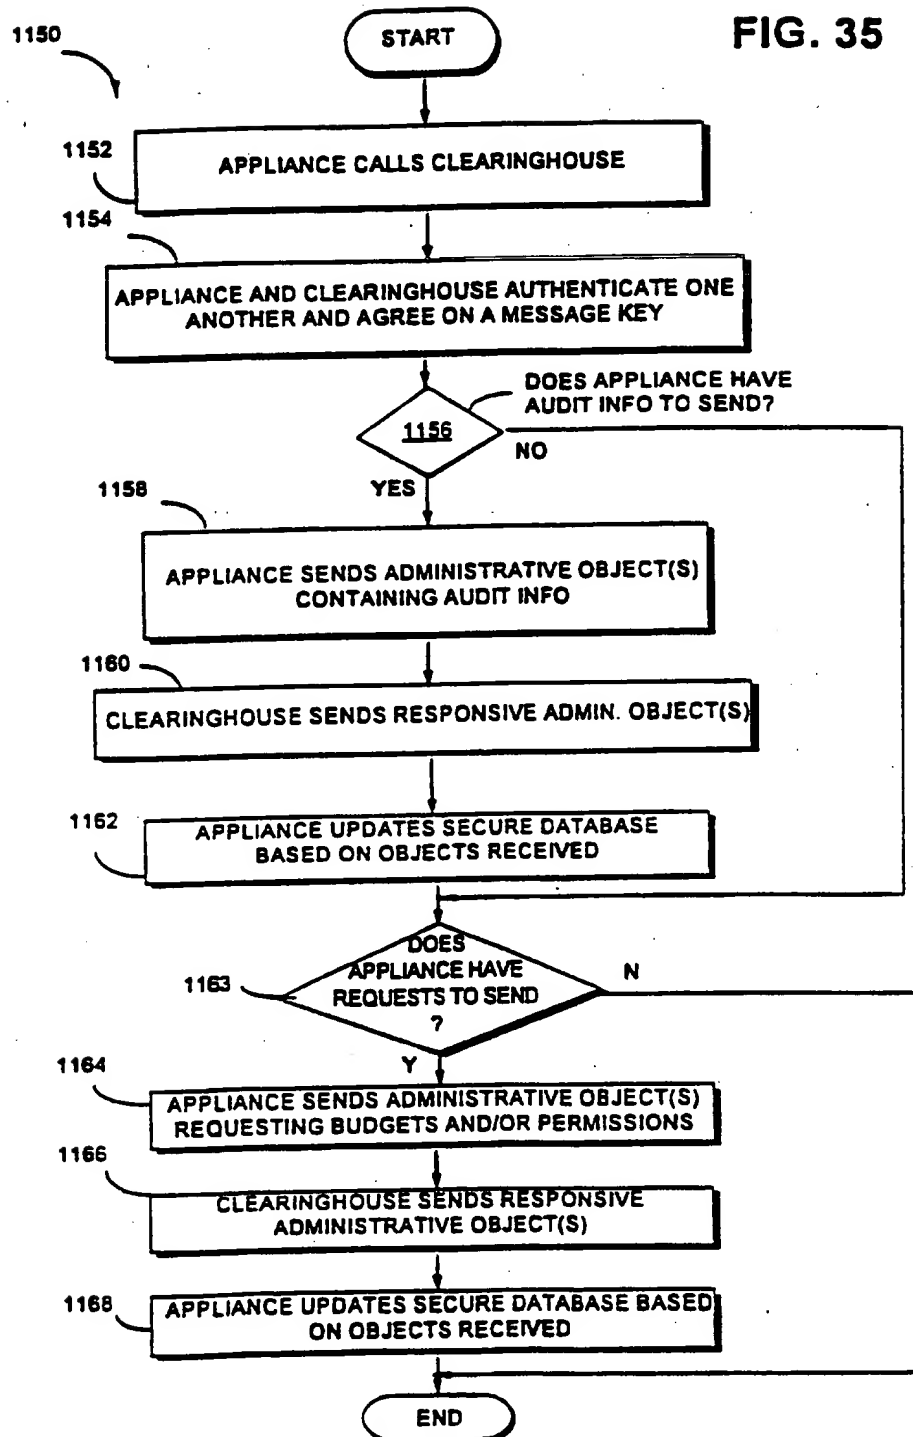 1150
START
FIG. 35
1152
APPLIANCE CALLS CLEARINGHOUSE
1154
APPLIANCE AND CLEARINGHOUSE AUTHENTICATE ONE
ANOTHER AND AGREE ON A MESSAGE KEY
DOES APPLIANCE HAVE
AUDIT INFO TO SEND?
1156
NO
YES
1158
APPLIANCE SENDS ADMINISTRATIVE OBJECT(S)
CONTAINING AUDIT INFO
1160
CLEARINGHOUSE SENDS RESPONSIVE ADMIN. OBJECT(S)
1162
APPLIANCE UPDATES SECURE DATABASE
BASED ON OBJECTS RECEIVED
DOES
APPLIANCE HAVE
REQUESTS TO SEND
?
1163
N
Y
1164
APPLIANCE SENDS ADMINISTRATIVE OBJECT(S)
REQUESTING BUDGETS AND/OR PERMISSIONS
1166
CLEARINGHOUSE SENDS RESPONSIVE
ADMINISTRATIVE OBJECT(S)
1168
APPLIANCE UPDATES SECURE DATABASE BASED
ON OBJECTS RECEIVED
END